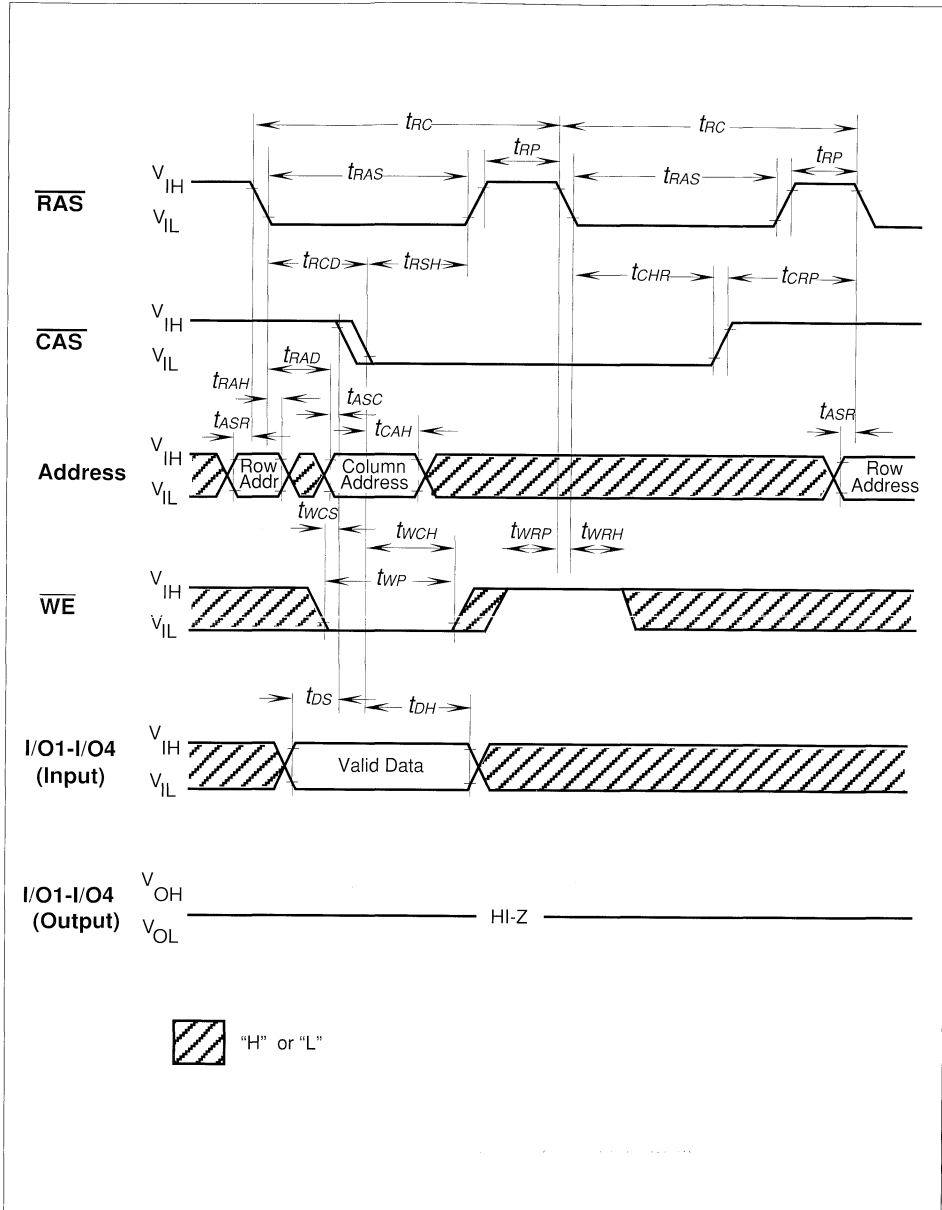 tRC tRC
tRP tRP
tRAS tRAS
RAS VIH
VIL
tRCD tRSH tCHR tCRP
CAS VIH
VIL
tRAD
tRAH tASC
tASR tCAH tASR
Address VIH Row Addr Column Address Row Address
VIL
tWCS tWCH tWRP tWRH
tWP
WE VIH
VIL
tDS tDH
I/O1-I/O4 (Input) VIH
Valid Data
VIL
I/O1-I/O4 (Output) VOH
HI-Z
VOL
"H" or "L"